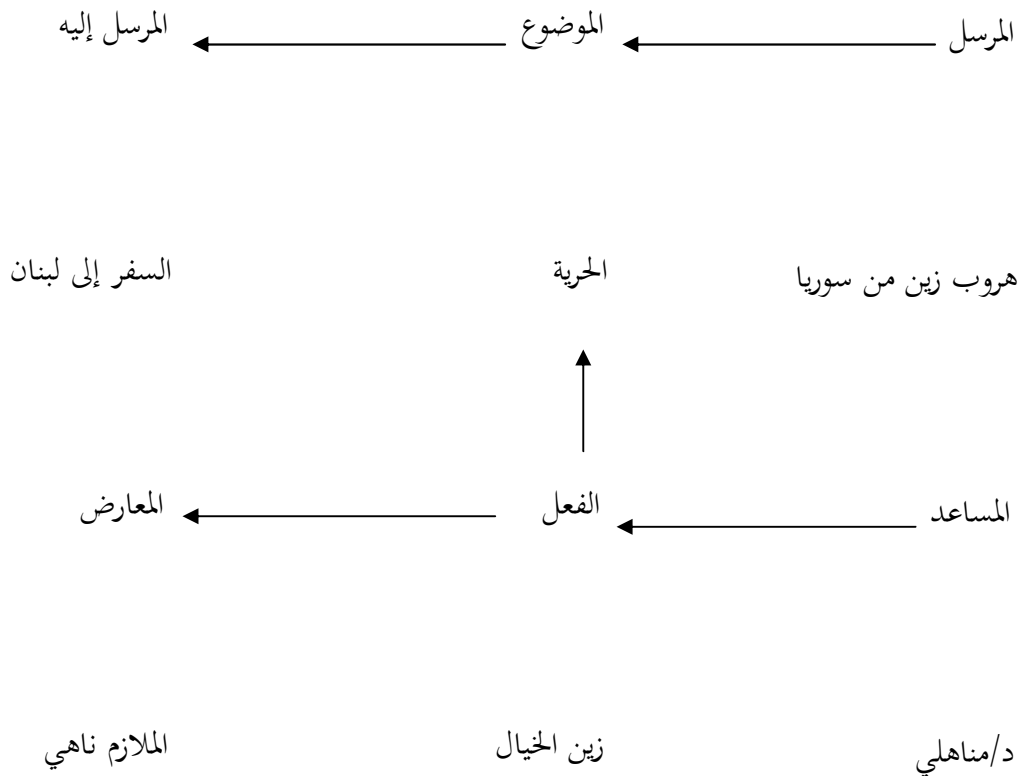 المرسل الموضوع المرسل إليه
هروب زين من سوريا الحرية السفر إلى لبنان
المساعد الفعل المعارض
د/مناهلي زين الخيال الملازم ناهي